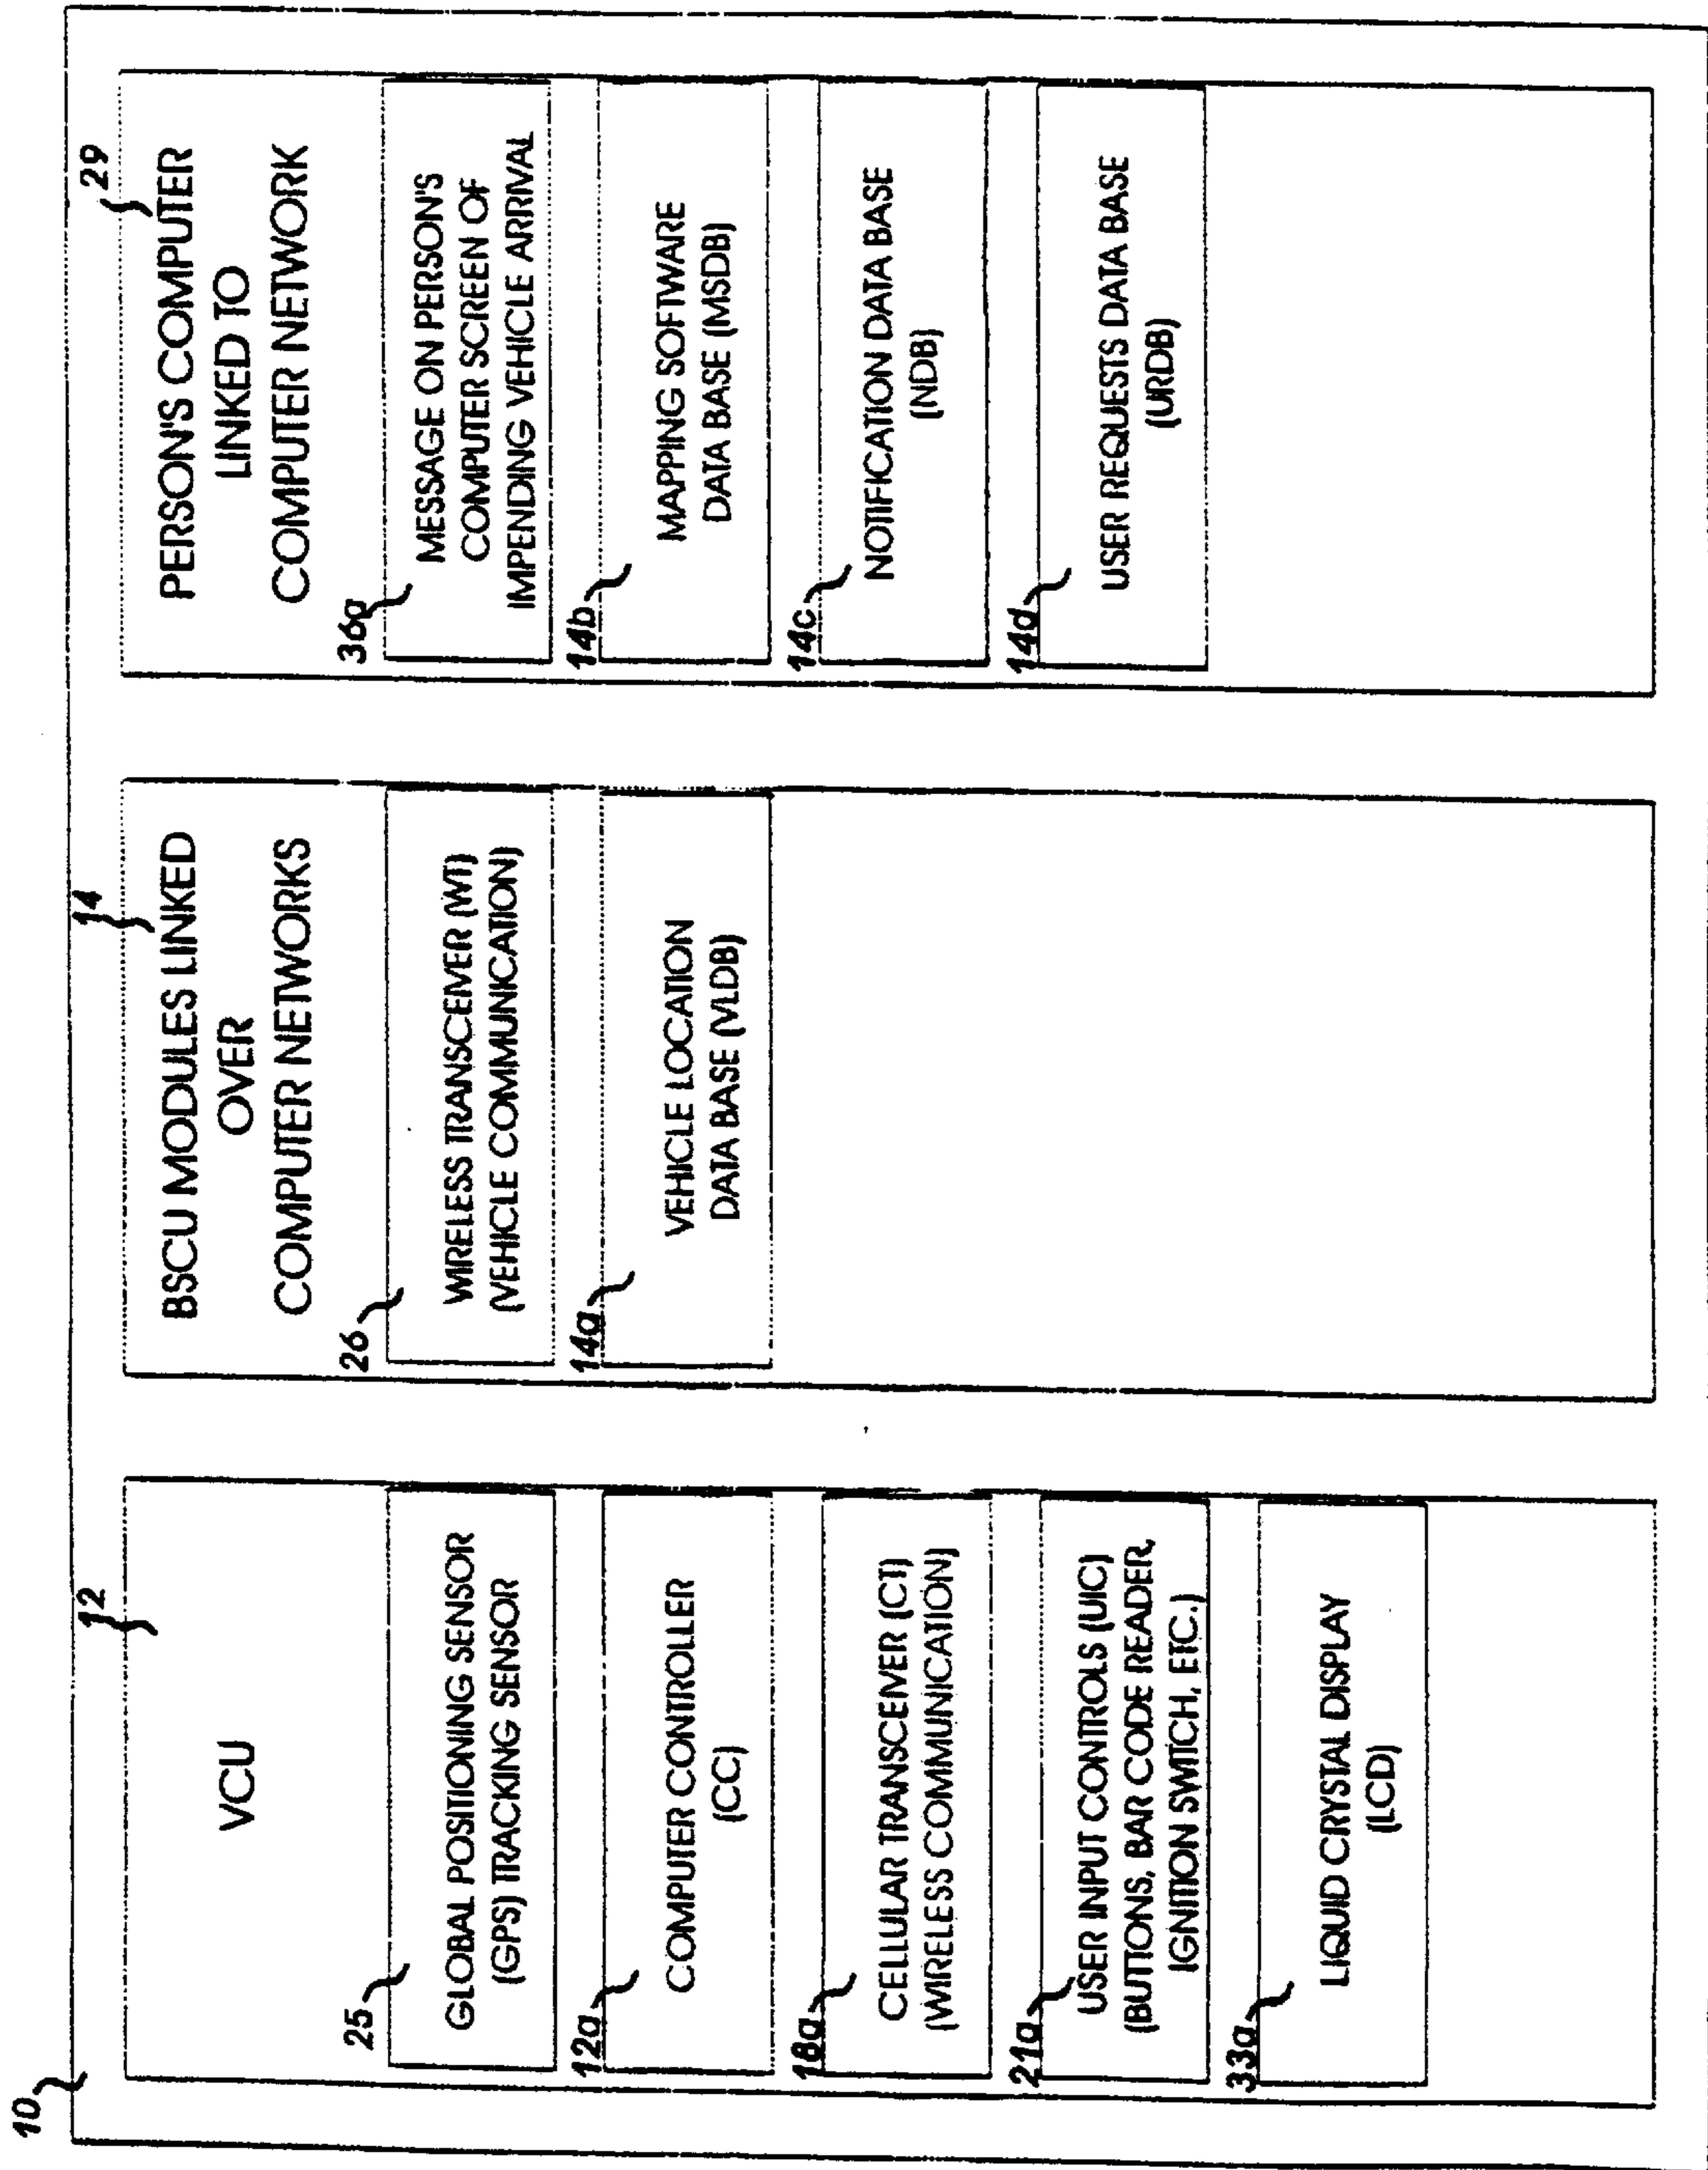 10
12
VCU
25
GLOBAL POSITIONING SENSOR
(GPS) TRACKING SENSOR
12a
COMPUTER CONTROLLER
(CC)
18a
CELLULAR TRANSCEIVER (CT)
(WIRELESS COMMUNICATION)
21a
USER INPUT CONTROLS (UIC)
(BUTTONS, BAR CODE READER,
IGNITION SWITCH, ETC.)
33a
LIQUID CRYSTAL DISPLAY
(LCD)
14
BSCU MODULES LINKED
OVER
COMPUTER NETWORKS
26
WIRELESS TRANSCEIVER (WT)
(VEHICLE COMMUNICATION)
14a
VEHICLE LOCATION
DATA BASE (VLDB)
29
PERSON'S COMPUTER
LINKED TO
COMPUTER NETWORK
36a
MESSAGE ON PERSON'S
COMPUTER SCREEN OF
IMPENDING VEHICLE ARRIVAL
14b
MAPPING SOFTWARE
DATA BASE (MSDB)
14c
NOTIFICATION DATA BASE
(NDB)
14d
USER REQUESTS DATA BASE
(URDB)